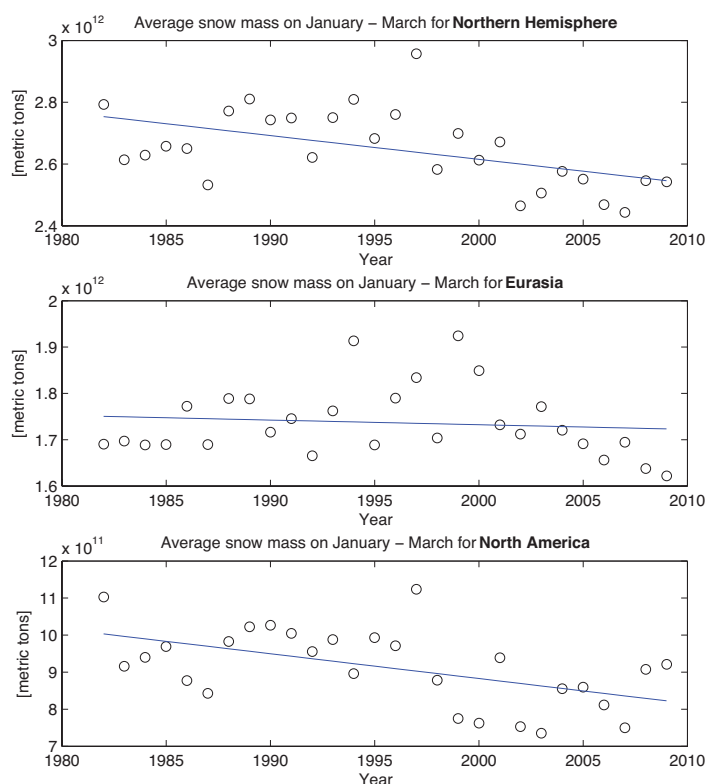 x 10^12
Average snow mass on January – March for Northern Hemisphere
3
2.8
2.6
2.4
[metric tons]
1980 1985 1990 1995 2000 2005 2010
Year
x 10^12
Average snow mass on January – March for Eurasia
2
1.9
1.8
1.7
1.6
[metric tons]
1980 1985 1990 1995 2000 2005 2010
Year
x 10^11
Average snow mass on January – March for North America
12
11
10
9
8
7
[metric tons]
1980 1985 1990 1995 2000 2005 2010
Year